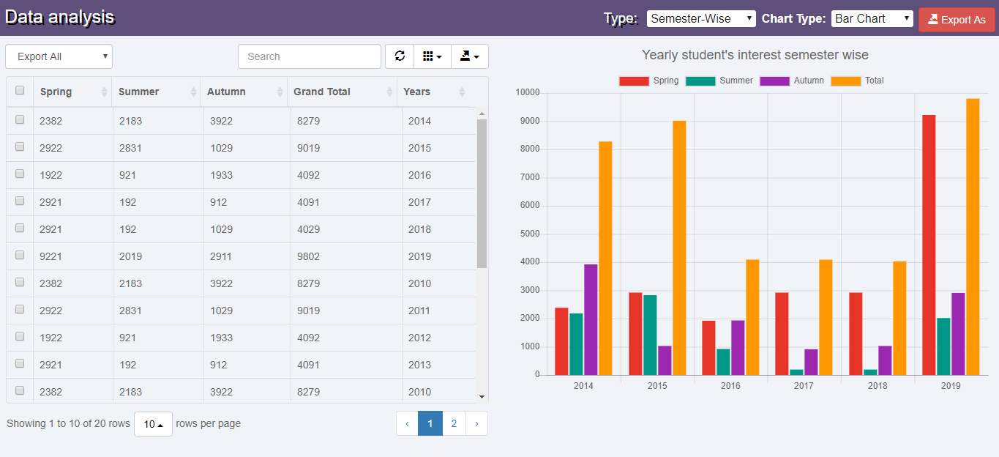 Data analysis
Type: Semester-Wise Chart Type: Bar Chart Export As
Export All Search
Spring Summer Autumn Grand Total Years
2382 2183 3922 8279 2014
2922 2831 1029 9019 2015
1922 921 1933 4092 2016
2921 192 912 4091 2017
2921 192 1029 4029 2018
9221 2019 2911 9802 2019
2382 2183 3922 8279 2010
2922 2831 1029 9019 2011
1922 921 1933 4092 2012
2921 192 912 4091 2013
2382 2183 3922 8279 2010
Showing 1 to 10 of 20 rows 10 rows per page
‹ 1 2 ›
Yearly student's interest semester wise
Spring Summer Autumn Total
10000
9000
8000
7000
6000
5000
4000
3000
2000
1000
0
2014 2015 2016 2017 2018 2019